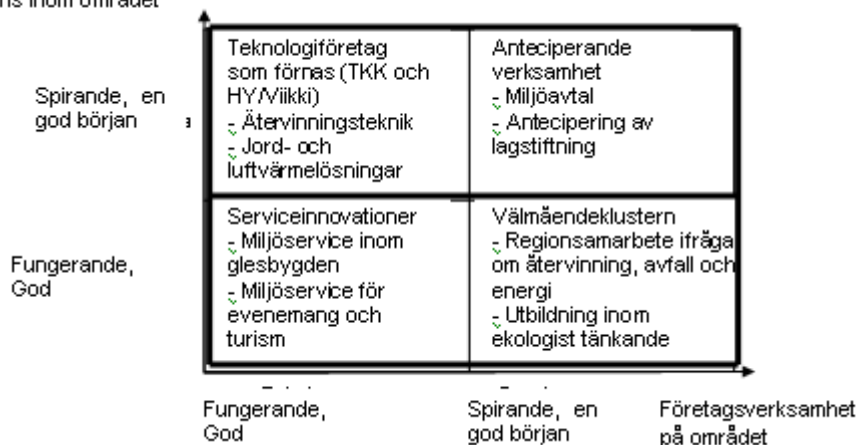 inom området
Teknologiföretag
som förnas (TKK och
HY/Viikki)
- Återvinningsteknik
- Jord- och
luftvärmelösningar
Anteciperande
verksamhet
- Miljöavtal
- Antecipering av
lagstiftning
Spirande, en
god början
Serviceinnovationer
- Miljöservice inom
glesbygden
- Miljöservice för
evenemang och
turism
Välmåendeklustern
- Regionsamarbete ifråga
om återvinning, avfall och
energi
- Utbildning inom
ekologist tänkande
Fungerande,
God
Fungerande,
God
Spirande, en
god början
Företagsverksamhet
på området